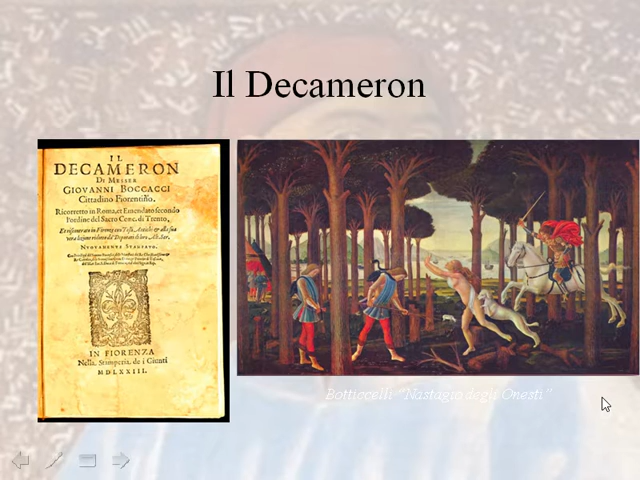 Il Decameron
IL
DECAMERON
DI MESSER
GIOVANNI BOCCACCI
Cittadino Fiorentino.
Ricorretto in Roma, et Emendato secondo
l'ordine del Sacro Conc. di Trento,
NUOVAMENTE STAMPATO.
IN FIORENZA
Nella Stamperia de i Giunti
MDLXXIII.
Botticelli "Nastagio degli Onesti"